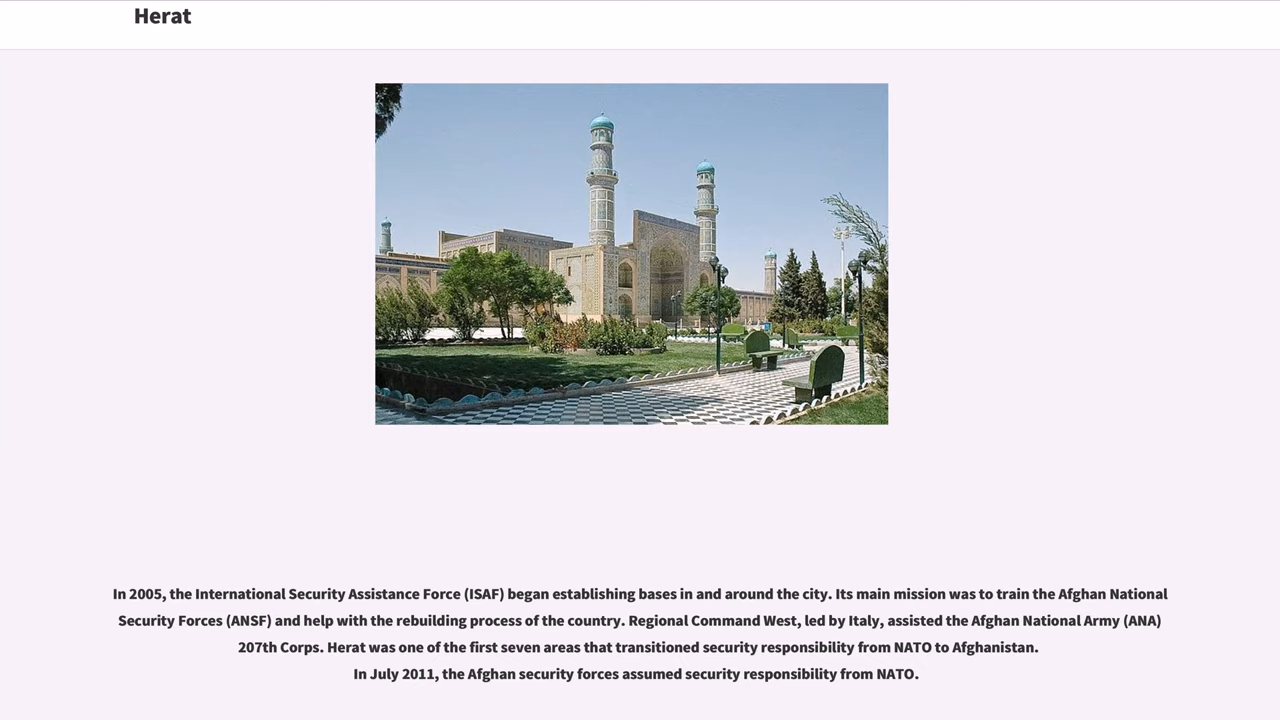 Herat
In 2005, the International Security Assistance Force (ISAF) began establishing bases in and around the city. Its main mission was to train the Afghan National
Security Forces (ANSF) and help with the rebuilding process of the country. Regional Command West, led by Italy, assisted the Afghan National Army (ANA)
207th Corps. Herat was one of the first seven areas that transitioned security responsibility from NATO to Afghanistan.
In July 2011, the Afghan security forces assumed security responsibility from NATO.